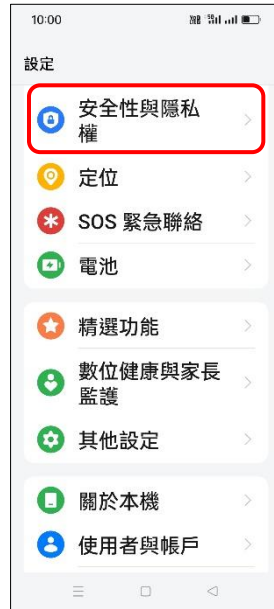 10:00
設定
安全性與隱私
權
定位
SOS 緊急聯絡
電池
精選功能
數位健康與家長
監護
其他設定
關於本機
使用者與帳戶